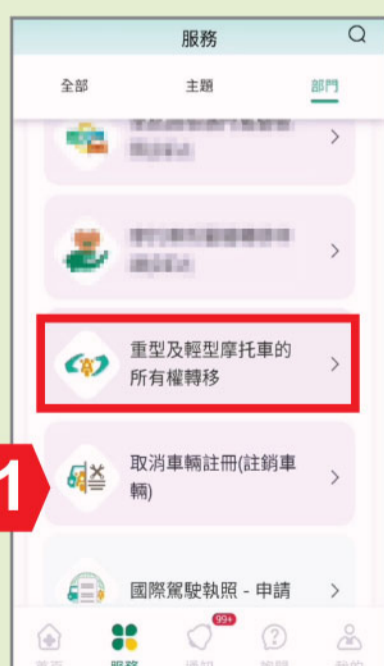 服務
全部
主題
部門
重型及輕型摩托車的
所有權轉移
1
取消車輛註冊(註銷車
輛)
國際駕駛執照 - 申請
99+
服務